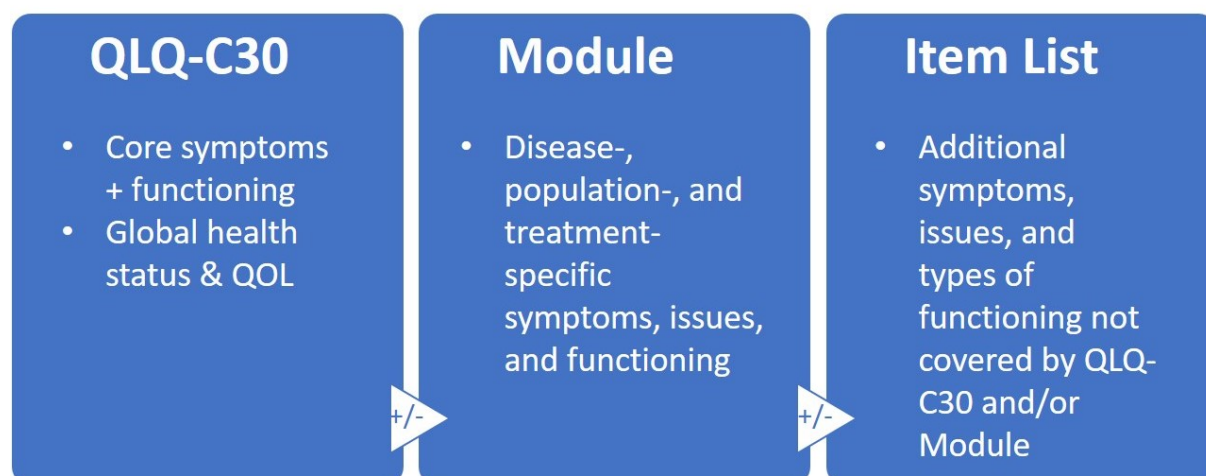 QLQ-C30
• Core symptoms
+ functioning
• Global health
status & QOL
+/-
Module
• Disease-,
population-, and
treatment-
specific
symptoms, issues,
and functioning
+/-
Item List
• Additional
symptoms,
issues, and
types of
functioning not
covered by QLQ-
C30 and/or
Module